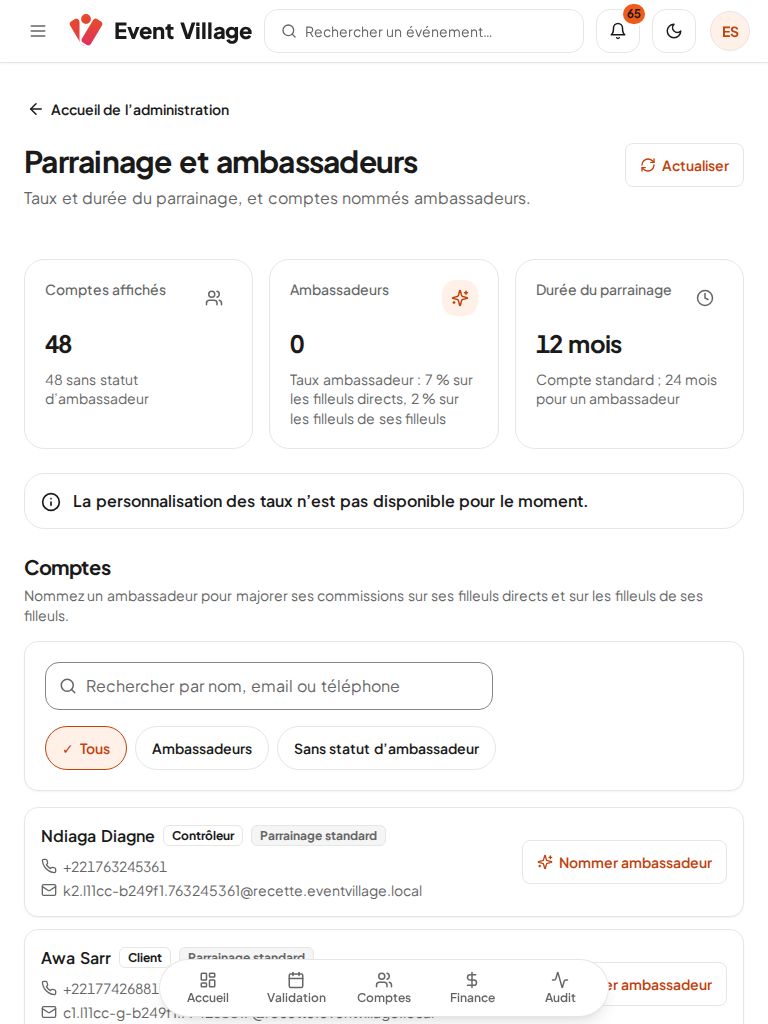 Event Village
Rechercher un événement...
65
ES
Accueil de l'administration
Parrainage et ambassadeurs
Taux et durée du parrainage, et comptes nommés ambassadeurs.
Actualiser
Comptes affichés
48
48 sans statut
d'ambassadeur
Ambassadeurs
0
Taux ambassadeur : 7 % sur
les filleuls directs, 2 % sur
les filleuls de ses filleuls
Durée du parrainage
12 mois
Compte standard ; 24 mois
pour un ambassadeur
La personnalisation des taux n'est pas disponible pour le moment.
Comptes
Nommez un ambassadeur pour majorer ses commissions sur ses filleuls directs et sur les filleuls de ses
filleuls.
Rechercher par nom, email ou téléphone
✓ Tous
Ambassadeurs
Sans statut d'ambassadeur
Ndiaga Diagne
Contrôleur
Parrainage standard
+221763245361
k2.l11cc-b249f1.763245361@recette.eventvillage.local
Nommer ambassadeur
Awa Sarr
Client
Parrainage standard
+22177426881
ambassadeur
Accueil
Validation
Comptes
Finance
Audit